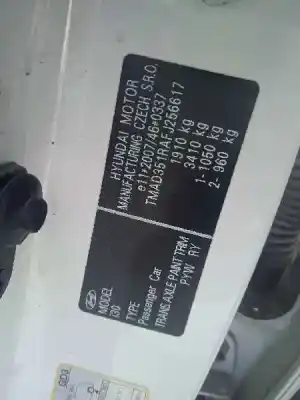 HYUNDAI MOTOR
MANUFACTURING CZECH S.R.O.
e11*2007/46*0337
TMAD351RAFJ256617
1910 kg
3410 kg
1- 1050 kg
2- 960 kg
MODEL
I30
TYPE
Passenger Car
TRANS AXLE PAINT TRIM
PYW RY